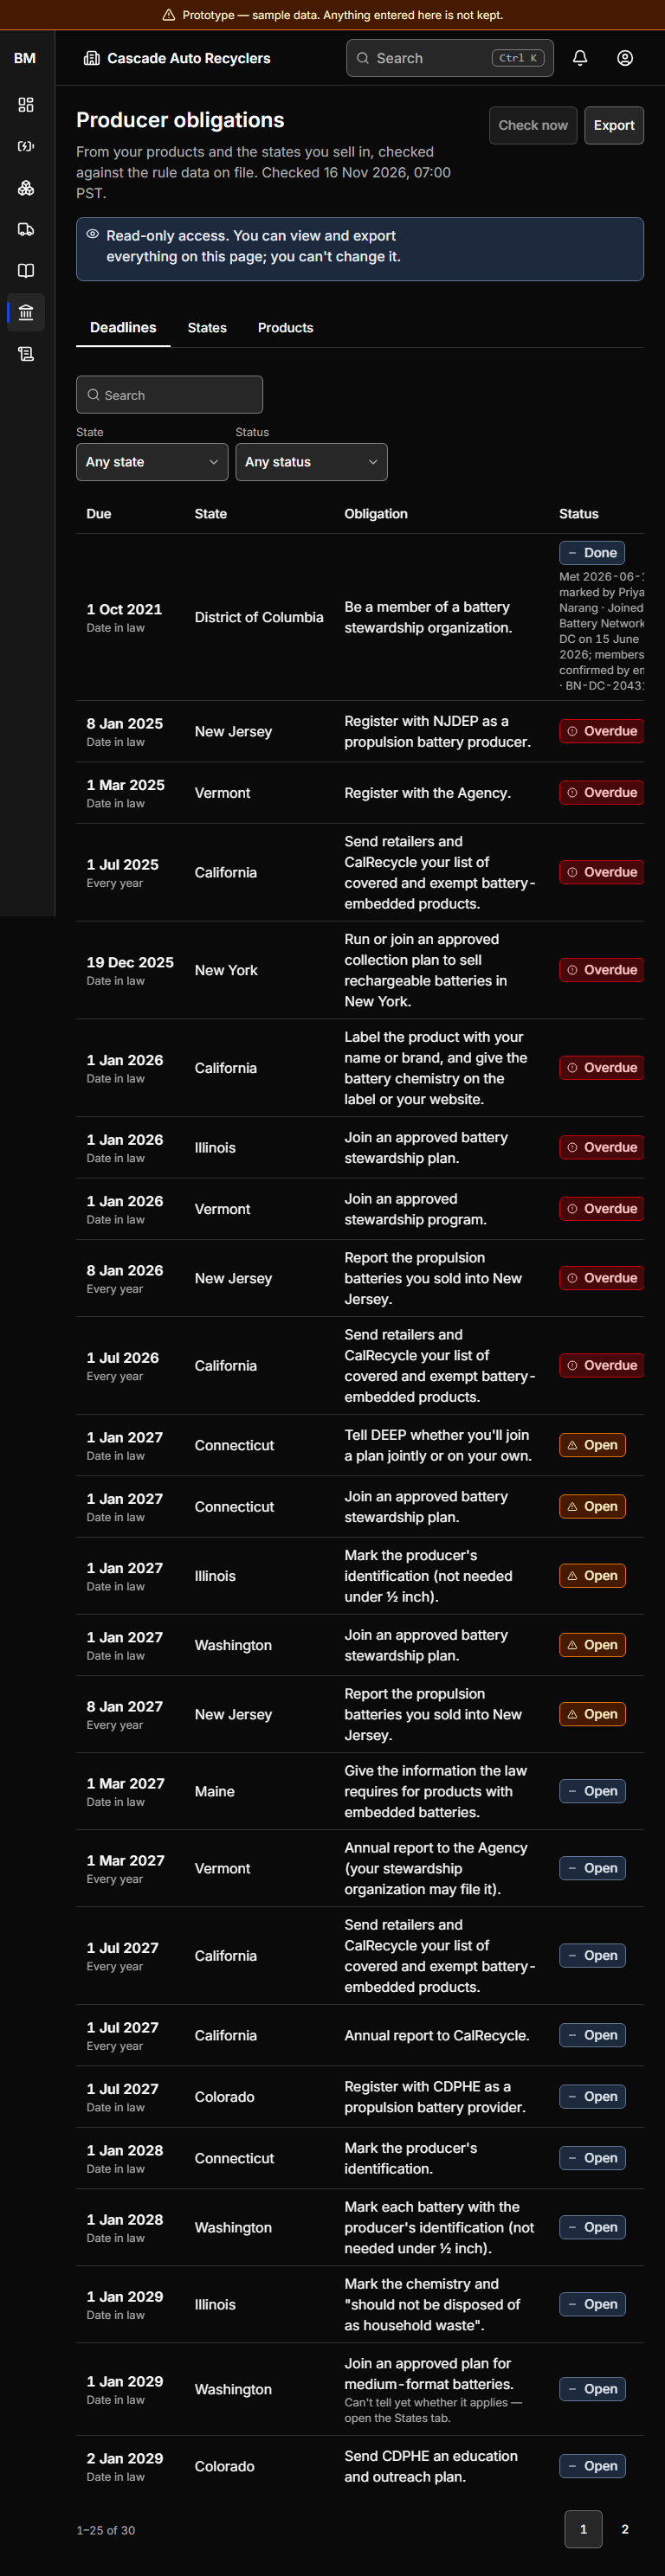 Prototype — sample data. Anything entered here is not kept.
BM
Cascade Auto Recyclers
Search
Ctrl K
Producer obligations
Check now
Export
From your products and the states you sell in, checked
against the rule data on file. Checked 16 Nov 2026, 07:00
PST.
Read-only access. You can view and export
everything on this page; you can't change it.
Deadlines
States
Products
Search
State
Status
Any state
Any status
Due
State
Obligation
Status
1 Oct 2021
Date in law
District of Columbia
Be a member of a battery
stewardship organization.
Done
Met 2026-06-
marked by Priya
Narang · Joined
Battery Network
DC on 15 June
2026; members
confirmed by em
· BN-DC-2043
8 Jan 2025
Date in law
New Jersey
Register with NJDEP as a
propulsion battery producer.
Overdue
1 Mar 2025
Date in law
Vermont
Register with the Agency.
Overdue
1 Jul 2025
Every year
California
Send retailers and
CalRecycle your list of
covered and exempt battery-
embedded products.
Overdue
19 Dec 2025
Date in law
New York
Run or join an approved
collection plan to sell
rechargeable batteries in
New York.
Overdue
1 Jan 2026
Date in law
California
Label the product with your
name or brand, and give the
battery chemistry on the
label or your website.
Overdue
1 Jan 2026
Date in law
Illinois
Join an approved battery
stewardship plan.
Overdue
1 Jan 2026
Date in law
Vermont
Join an approved
stewardship program.
Overdue
8 Jan 2026
Every year
New Jersey
Report the propulsion
batteries you sold into New
Jersey.
Overdue
1 Jul 2026
Every year
California
Send retailers and
CalRecycle your list of
covered and exempt battery-
embedded products.
Overdue
1 Jan 2027
Date in law
Connecticut
Tell DEEP whether you'll join
a plan jointly or on your own.
Open
1 Jan 2027
Date in law
Connecticut
Join an approved battery
stewardship plan.
Open
1 Jan 2027
Date in law
Illinois
Mark the producer's
identification (not needed
under ½ inch).
Open
1 Jan 2027
Date in law
Washington
Join an approved battery
stewardship plan.
Open
8 Jan 2027
Every year
New Jersey
Report the propulsion
batteries you sold into New
Jersey.
Open
1 Mar 2027
Date in law
Maine
Give the information the law
requires for products with
embedded batteries.
Open
1 Mar 2027
Every year
Vermont
Annual report to the Agency
(your stewardship
organization may file it).
Open
1 Jul 2027
Every year
California
Send retailers and
CalRecycle your list of
covered and exempt battery-
embedded products.
Open
1 Jul 2027
Every year
California
Annual report to CalRecycle.
Open
1 Jul 2027
Date in law
Colorado
Register with CDPHE as a
propulsion battery provider.
Open
1 Jan 2028
Date in law
Connecticut
Mark the producer's
identification.
Open
1 Jan 2028
Date in law
Washington
Mark each battery with the
producer's identification (not
needed under ½ inch).
Open
1 Jan 2029
Date in law
Illinois
Mark the chemistry and
"should not be disposed of
as household waste".
Open
1 Jan 2029
Date in law
Washington
Join an approved plan for
medium-format batteries.
Can't tell yet whether it applies —
open the States tab.
Open
2 Jan 2029
Date in law
Colorado
Send CDPHE an education
and outreach plan.
Open
1–25 of 30
1
2